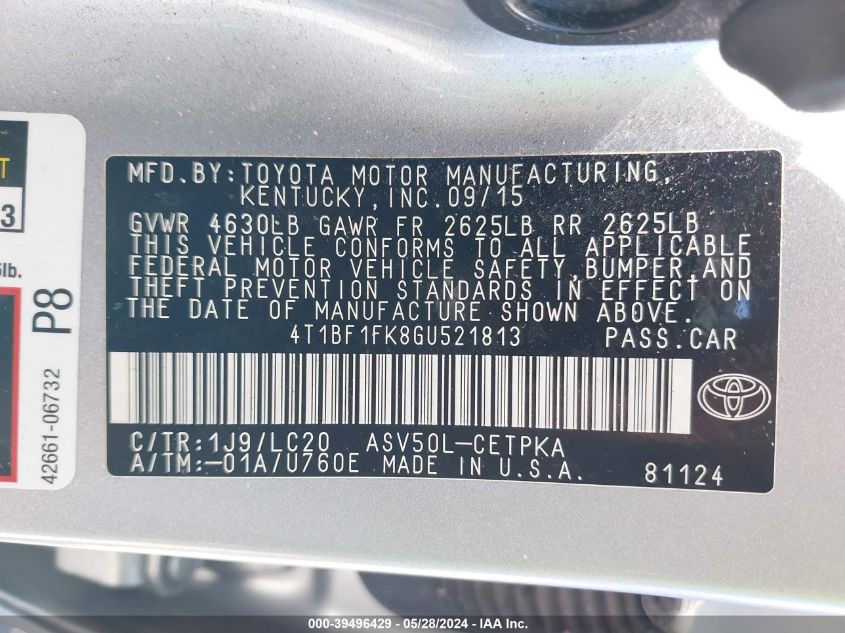 T
3
5lb.
P8
42661-06732
MFD.BY:TOYOTA MOTOR MANUFACTURING,
KENTUCKY,INC.09/15
GVWR 4630LB GAWR FR 2625LB RR 2625LB
THIS VEHICLE CONFORMS TO ALL APPLICABLE
FEDERAL MOTOR VEHICLE SAFETY,BUMPER,AND
THEFT PREVENTION STANDARDS IN EFFECT ON
THE DATE OF MANUFACTURE SHOWN ABOVE.
4T1BF1FK8GU521813 PASS.CAR
C/TR:1J9/LC20 ASV50L-CETPKA
A/TM:-01A/U760E MADE IN U.S.A. 81124
000-39496429 - 05/28/2024 - IAA Inc.